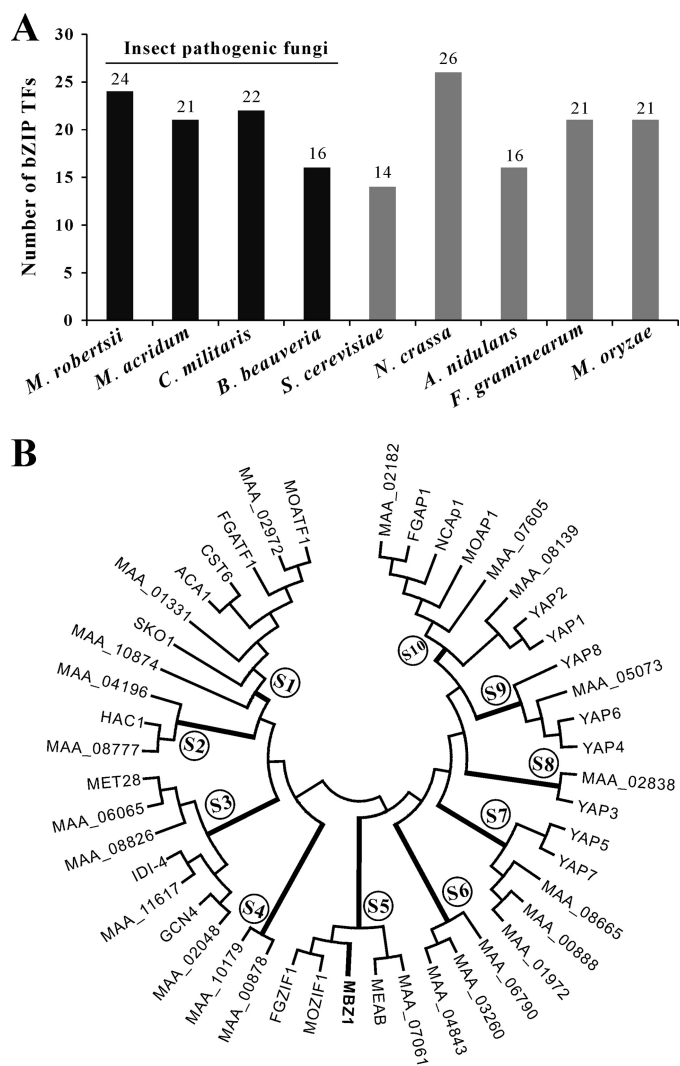 A
Insect pathogenic fungi
Number of bZIP TFs
30
25
20
15
10
5
0
24
21
22
16
14
26
16
21
21
M. robertsii
M. acridum
C. militaris
B. beauveria
S. cerevisiae
N. crassa
A. nidulans
F. graminearum
M. oryzae
B
MOATF1
MAA_02972
FGATF1
CST6
ACA1
MAA_01331
SKO1
MAA_10874
MAA_04196
HAC1
MAA_08777
MET28
MAA_06065
MAA_08826
IDI-4
MAA_11617
GCN4
MAA_02048
MAA_10179
MAA_00878
FGZIF1
MOZIF1
MBZ1
MEAB
MAA_07061
MAA_04843
MAA_03260
MAA_06790
MAA_01972
MAA_00888
MAA_08665
YAP7
YAP5
YAP3
MAA_02838
YAP4
YAP6
MAA_05073
YAP8
YAP1
YAP2
MAA_08139
MAA_07605
MOAP1
NCAp1
FGAP1
MAA_02182
S1
S2
S3
S4
S5
S6
S7
S8
S9
S10